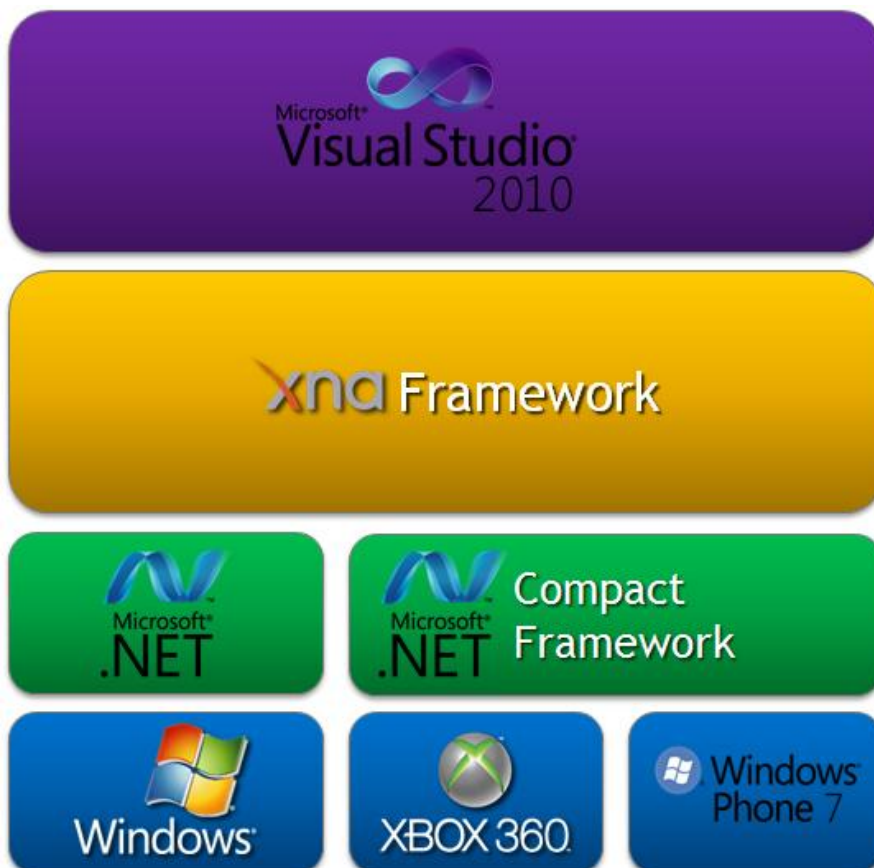 Microsoft®
Visual Studio®
2010
xna Framework
Microsoft®
.NET
Microsoft®
.NET
Compact
Framework
Windows®
XBOX 360
Windows®
Phone 7